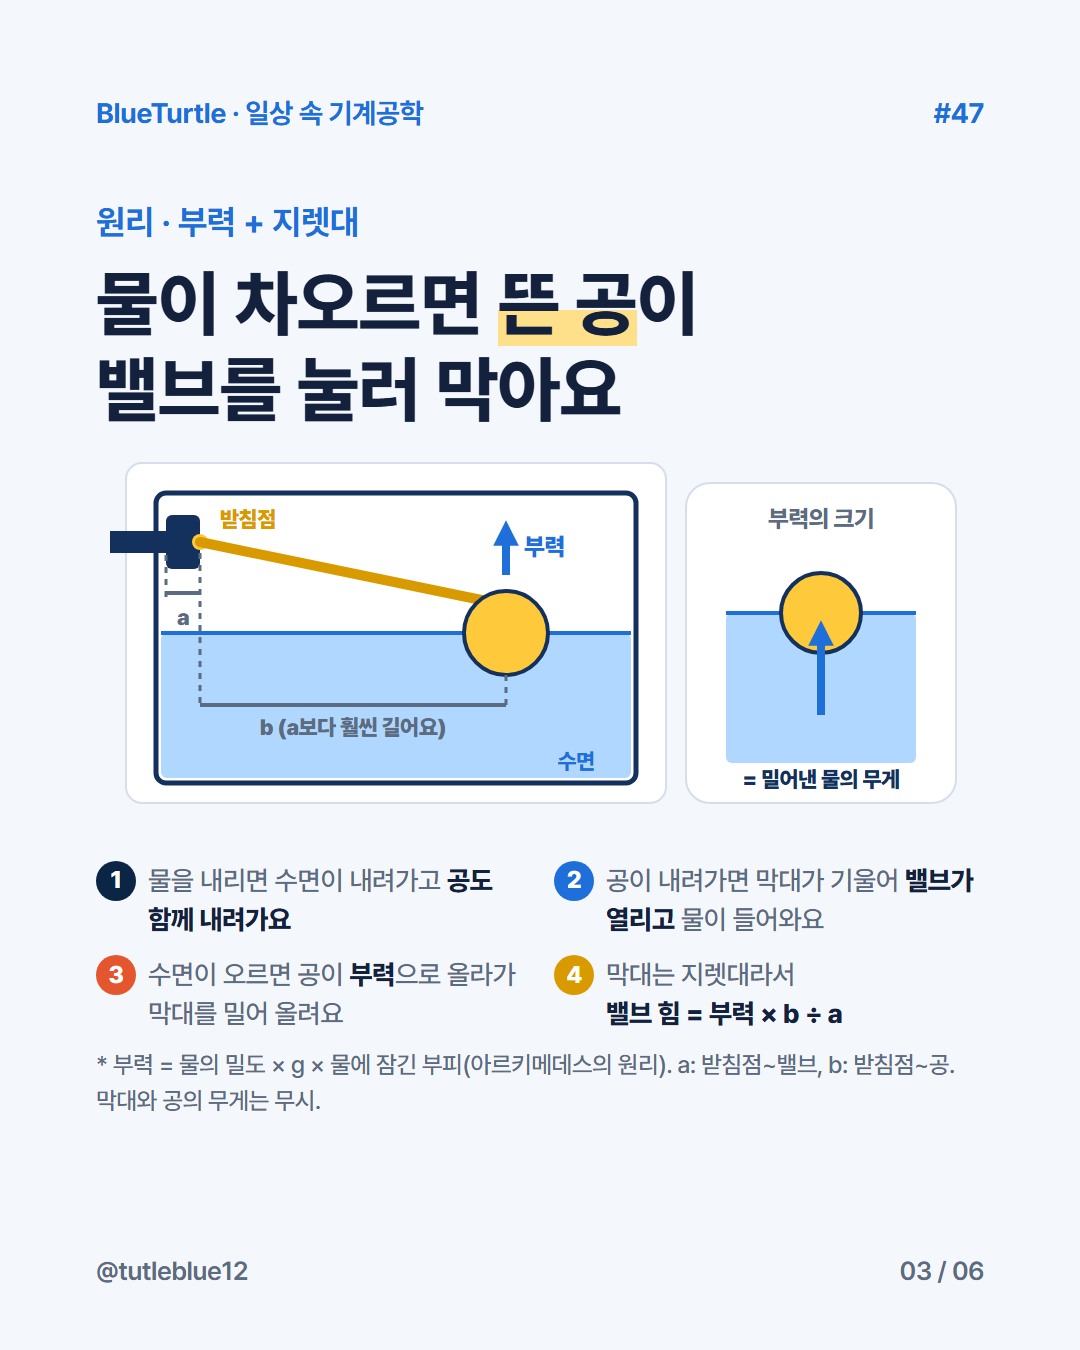 BlueTurtle · 일상 속 기계공학
#47
원리 · 부력 + 지렛대
물이 차오르면 뜬 공이
밸브를 눌러 막아요
받침점
부력
a
b (a보다 훨씬 길어요)
수면
부력의 크기
= 밀어낸 물의 무게
1 물을 내리면 수면이 내려가고 공도
함께 내려가요
2 공이 내려가면 막대가 기울어 밸브가
열리고 물이 들어와요
3 수면이 오르면 공이 부력으로 올라가
막대를 밀어 올려요
4 막대는 지렛대라서
밸브 힘 = 부력 × b ÷ a
* 부력 = 물의 밀도 × g × 물에 잠긴 부피(아르키메데스의 원리). a: 받침점~밸브, b: 받침점~공.
막대와 공의 무게는 무시.
@tutleblue12
03 / 06